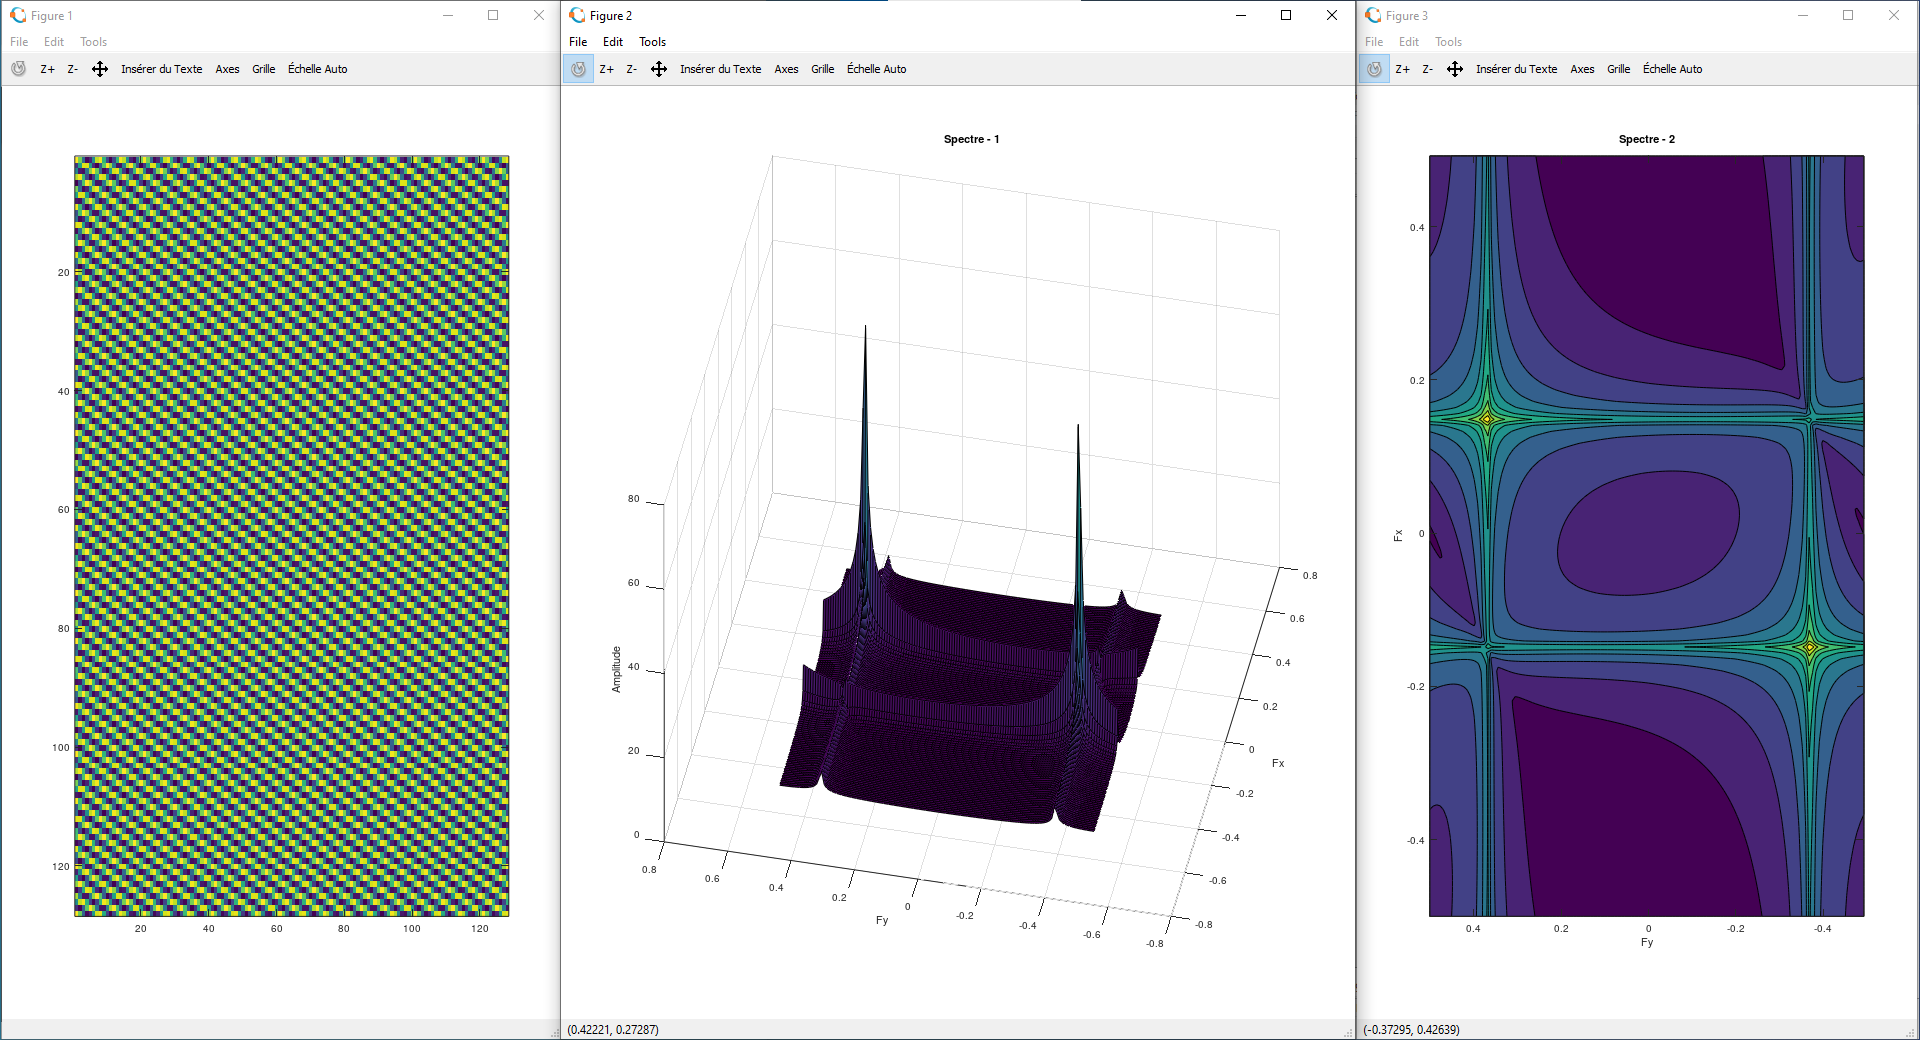 Figure 1
File Edit Tools
Z+ Z- Insérer du Texte Axes Grille Échelle Auto
20
40
60
80
100
120
20 40 60 80 100 120
Figure 2
File Edit Tools
Z+ Z- Insérer du Texte Axes Grille Échelle Auto
Spectre - 1
80
60
40
20
0
Amplitude
0.8 0.6 0.4 0.2 0 -0.2 -0.4 -0.6 -0.8
Fy
0.8
0.6
0.4
0.2
0
-0.2
-0.4
-0.6
-0.8
Fx
(0.42221, 0.27287)
Figure 3
File Edit Tools
Z+ Z- Insérer du Texte Axes Grille Échelle Auto
Spectre - 2
0.4
0.2
0
-0.2
-0.4
Fx
0.4 0.2 0 -0.2 -0.4
Fy
(-0.37295, 0.42639)